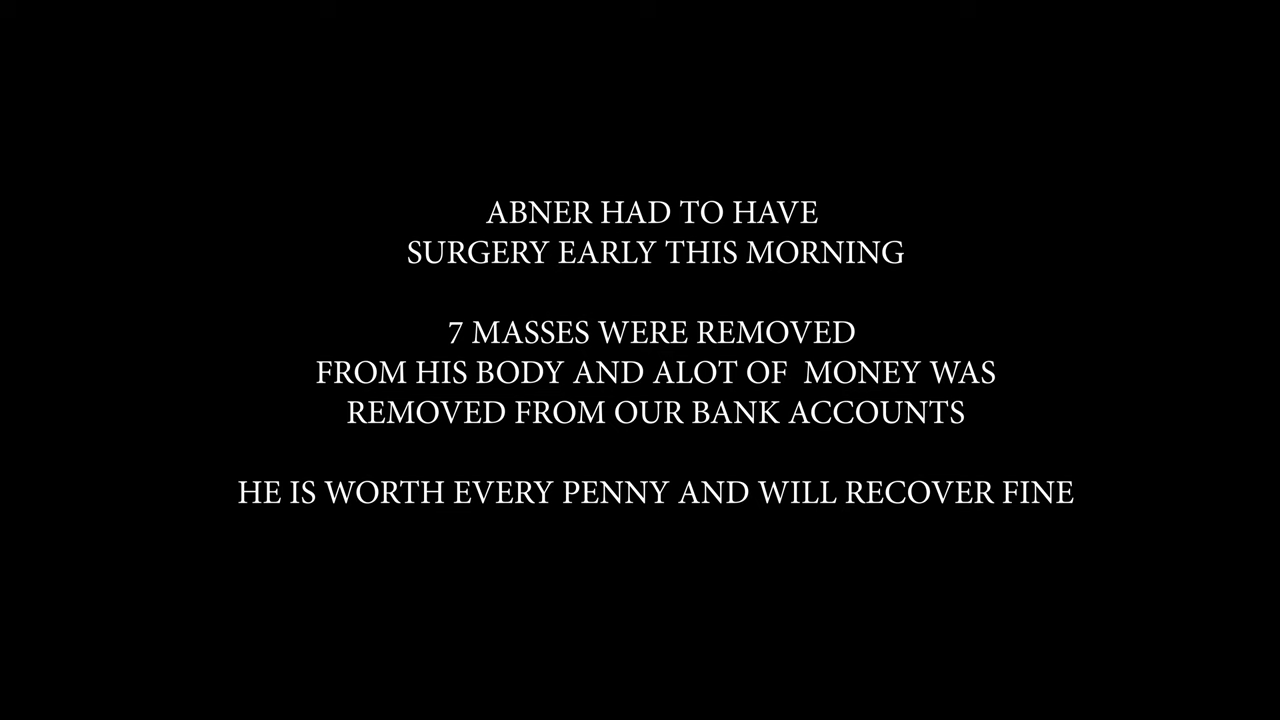 ABNER HAD TO HAVE
SURGERY EARLY THIS MORNING
7 MASSES WERE REMOVED
FROM HIS BODY AND ALOT OF  MONEY WAS
REMOVED FROM OUR BANK ACCOUNTS
HE IS WORTH EVERY PENNY AND WILL RECOVER FINE